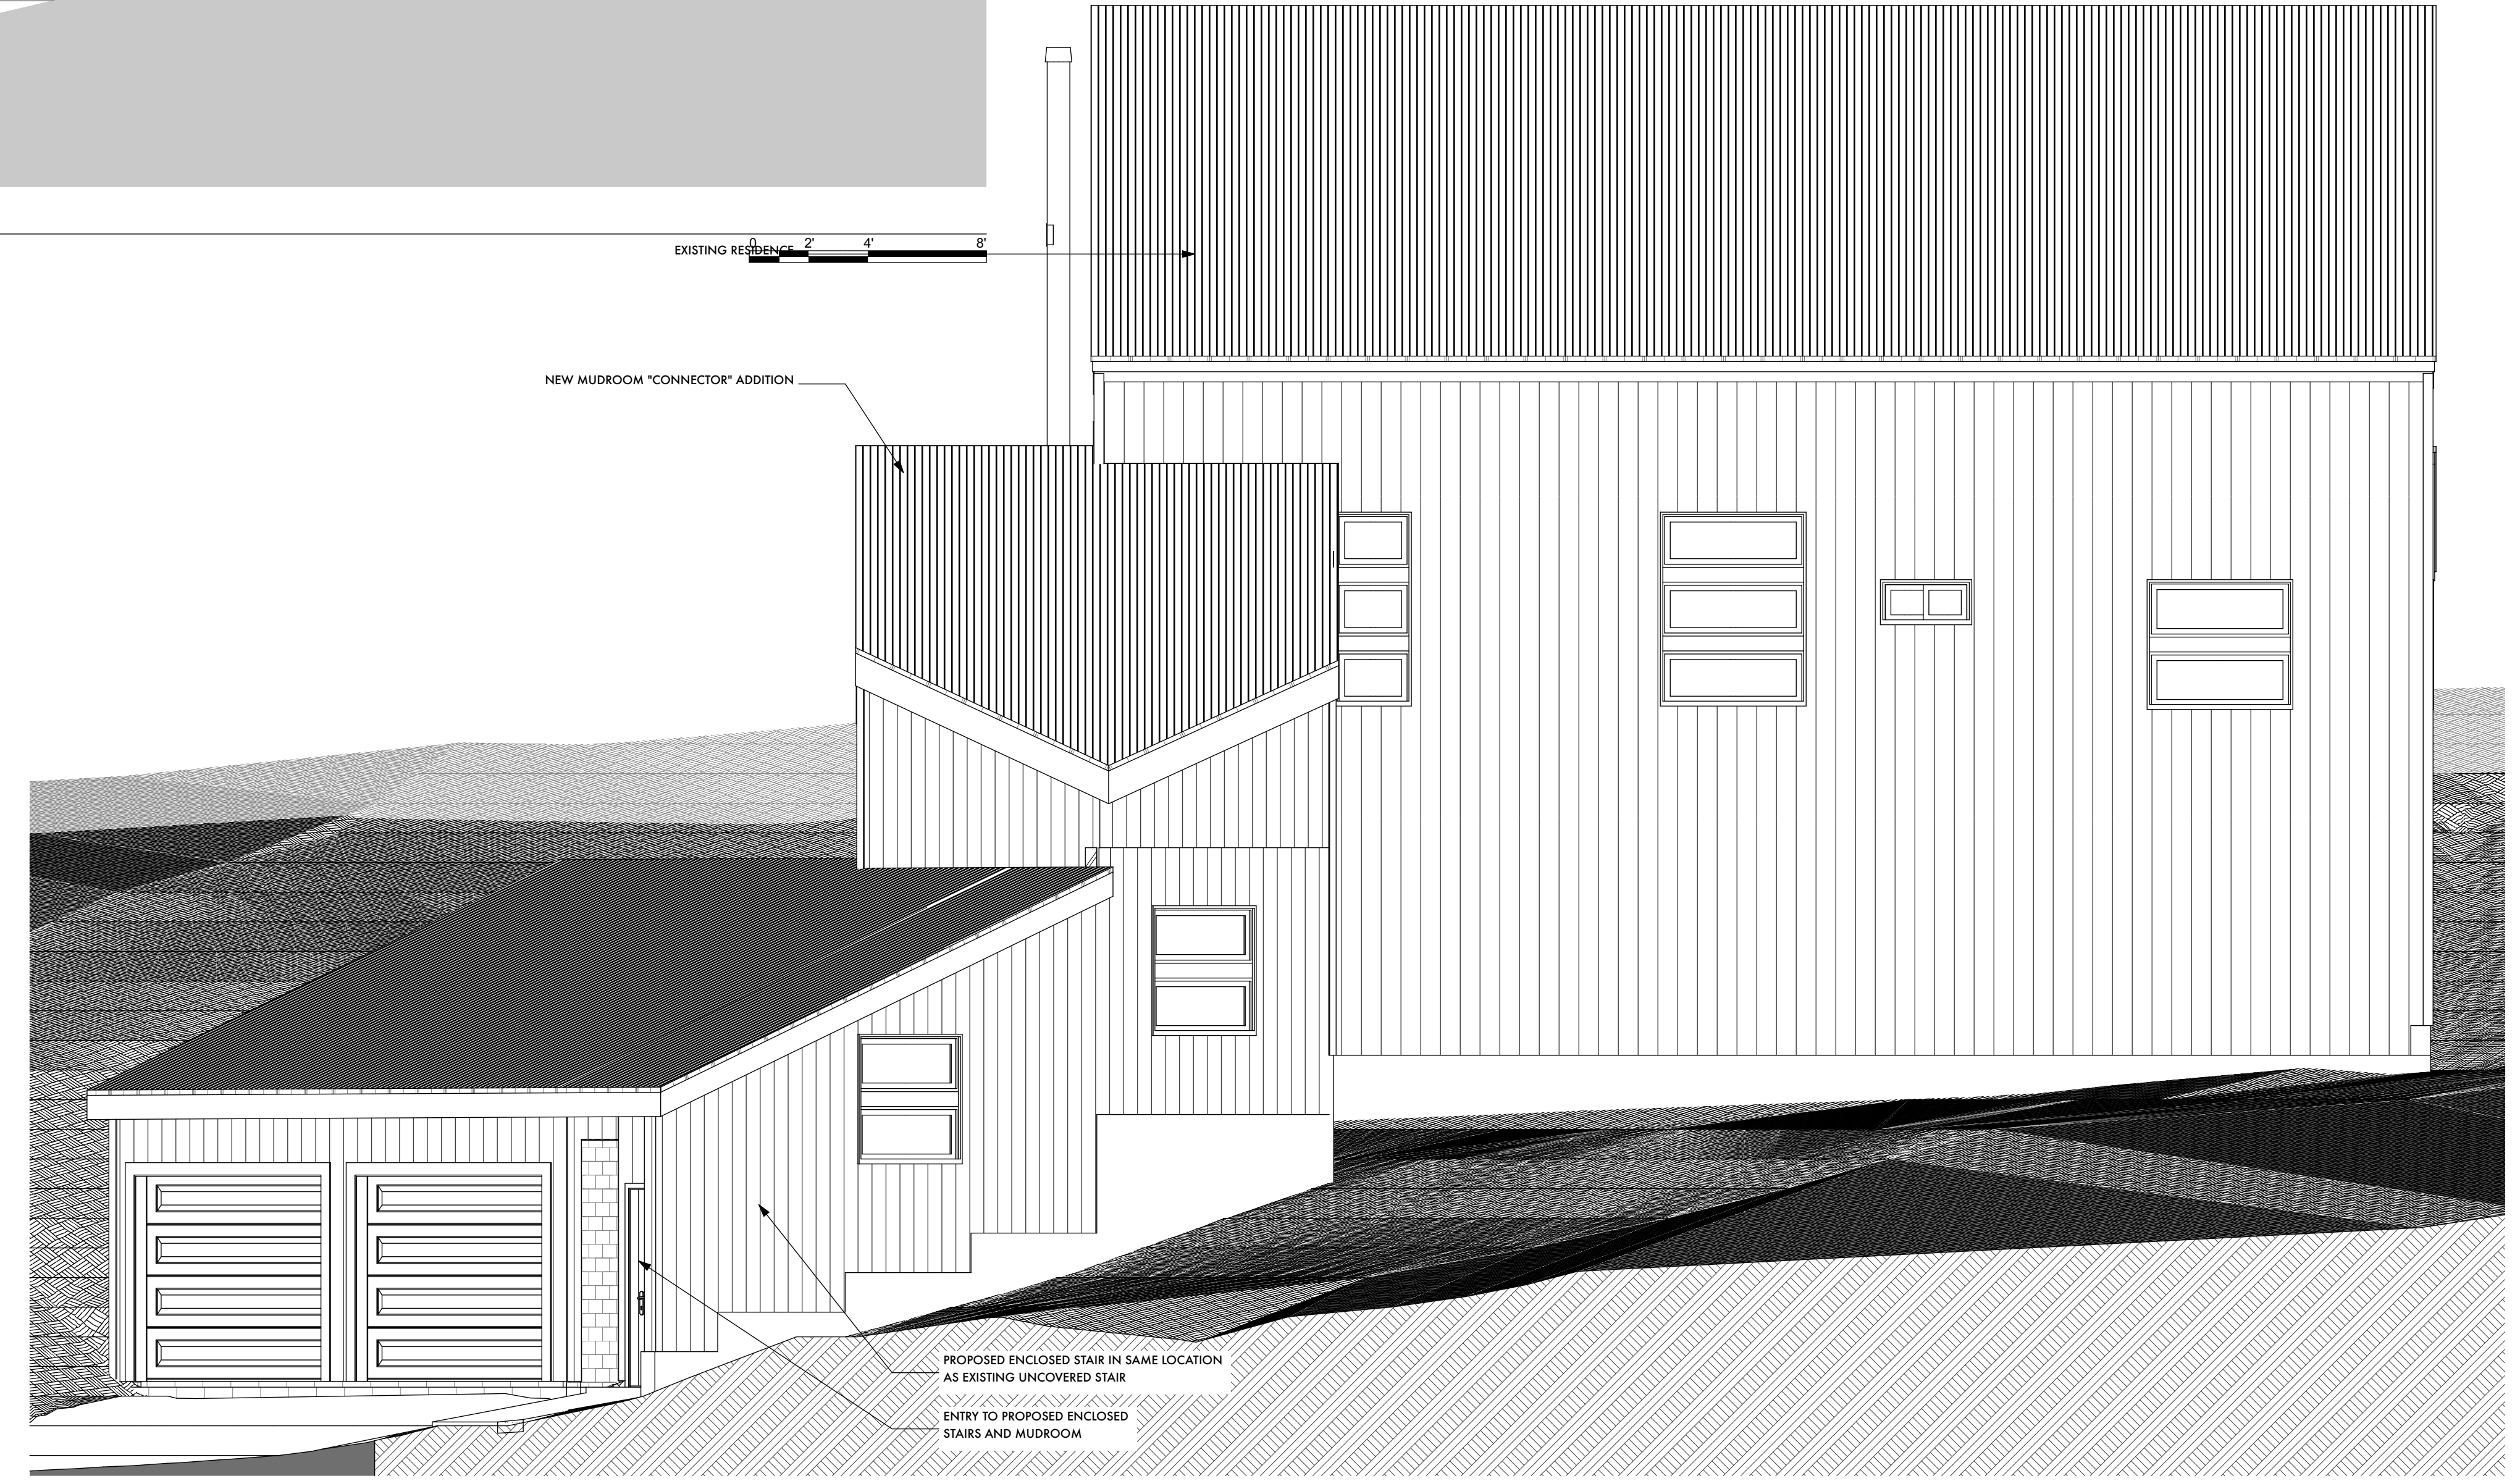 0 2' 4' 8'
EXISTING RESIDENCE
NEW MUDROOM "CONNECTOR" ADDITION
PROPOSED ENCLOSED STAIR IN SAME LOCATION
AS EXISTING UNCOVERED STAIR
ENTRY TO PROPOSED ENCLOSED
STAIRS AND MUDROOM